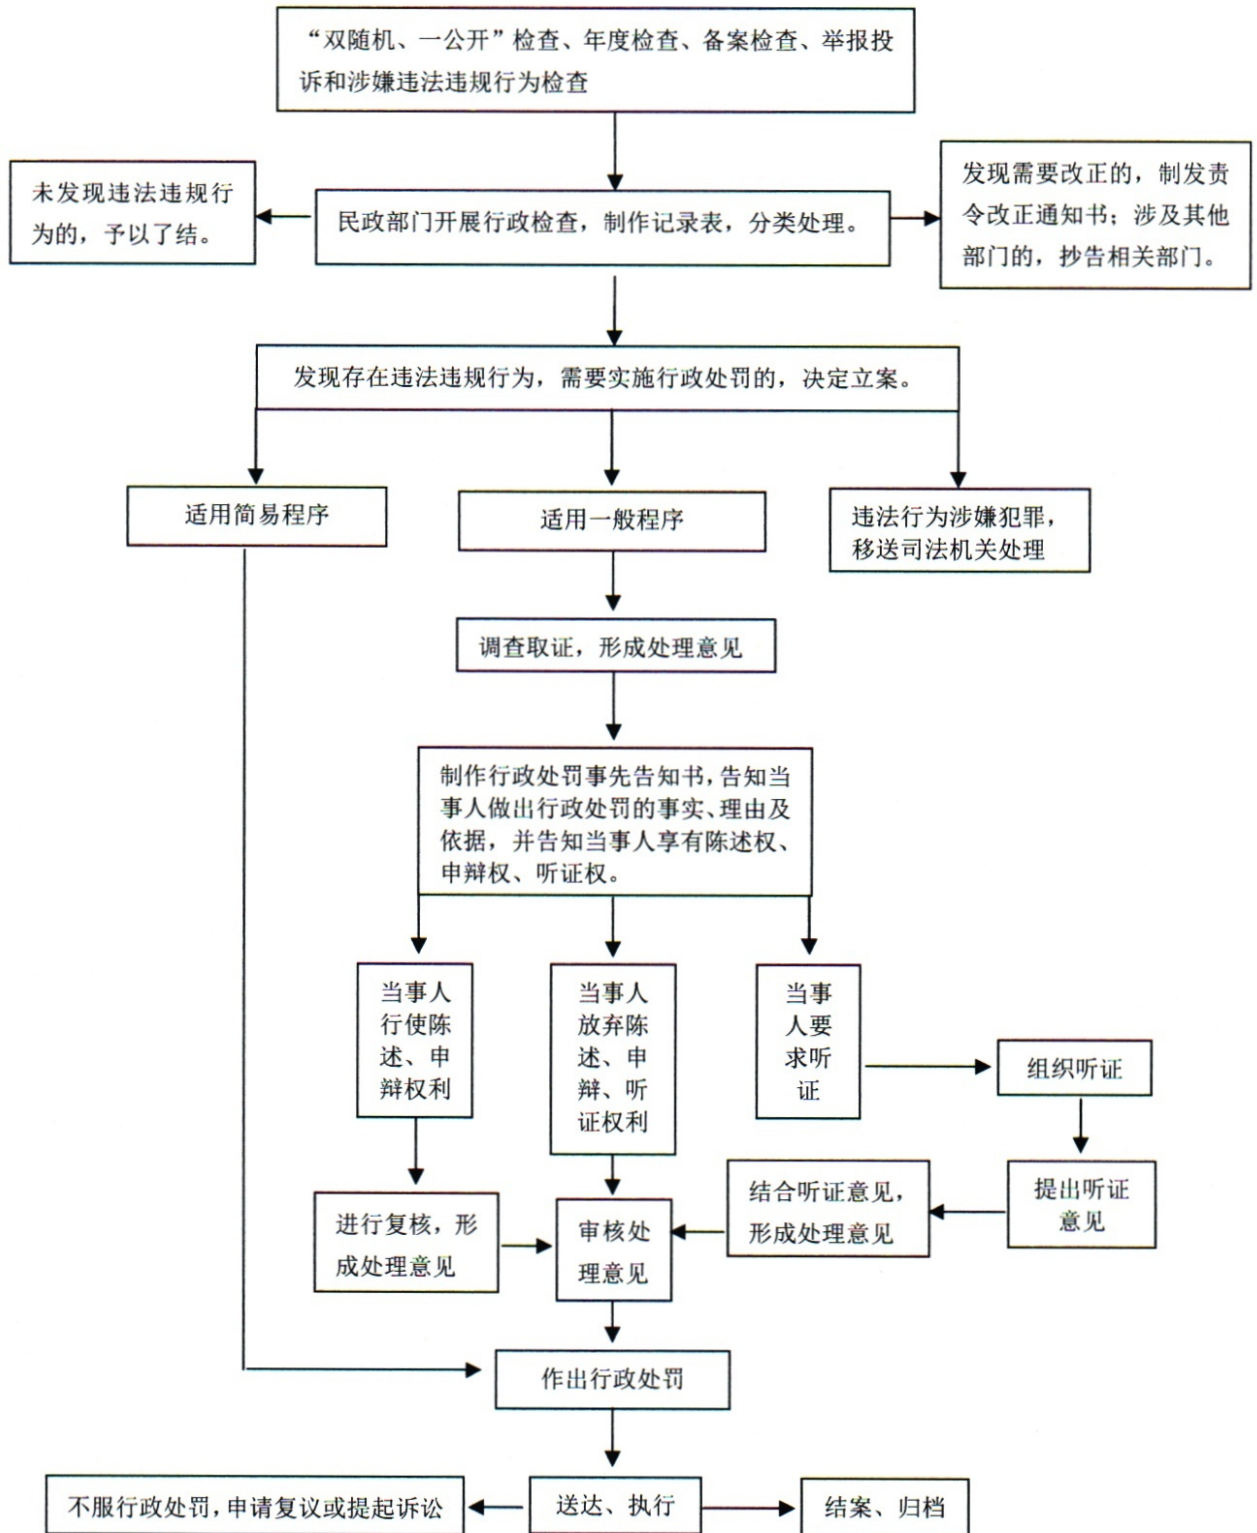 “双随机、一公开”检查、年度检查、备案检查、举报投
诉和涉嫌违法违规行为检查
未发现违法违规行
为的，予以了结。
民政部门开展行政检查，制作记录表，分类处理。
发现需要改正的，制发责
令改正通知书；涉及其他
部门的，抄告相关部门。
发现存在违法违规行为，需要实施行政处罚的，决定立案。
适用简易程序
适用一般程序
违法行为涉嫌犯罪，
移送司法机关处理
调查取证，形成处理意见
制作行政处罚事先告知书，告知当
事人做出行政处罚的事实、理由及
依据，并告知当事人享有陈述权、
申辩权、听证权。
当事人
行使陈
述、申
辩权利
当事人
放弃陈
述、申
辩、听
证权利
当事
人要
求听
证
组织听证
进行复核，形
成处理意见
审核处
理意见
结合听证意见，
形成处理意见
提出听证
意见
作出行政处罚
不服行政处罚，申请复议或提起诉讼
送达、执行
结案、归档